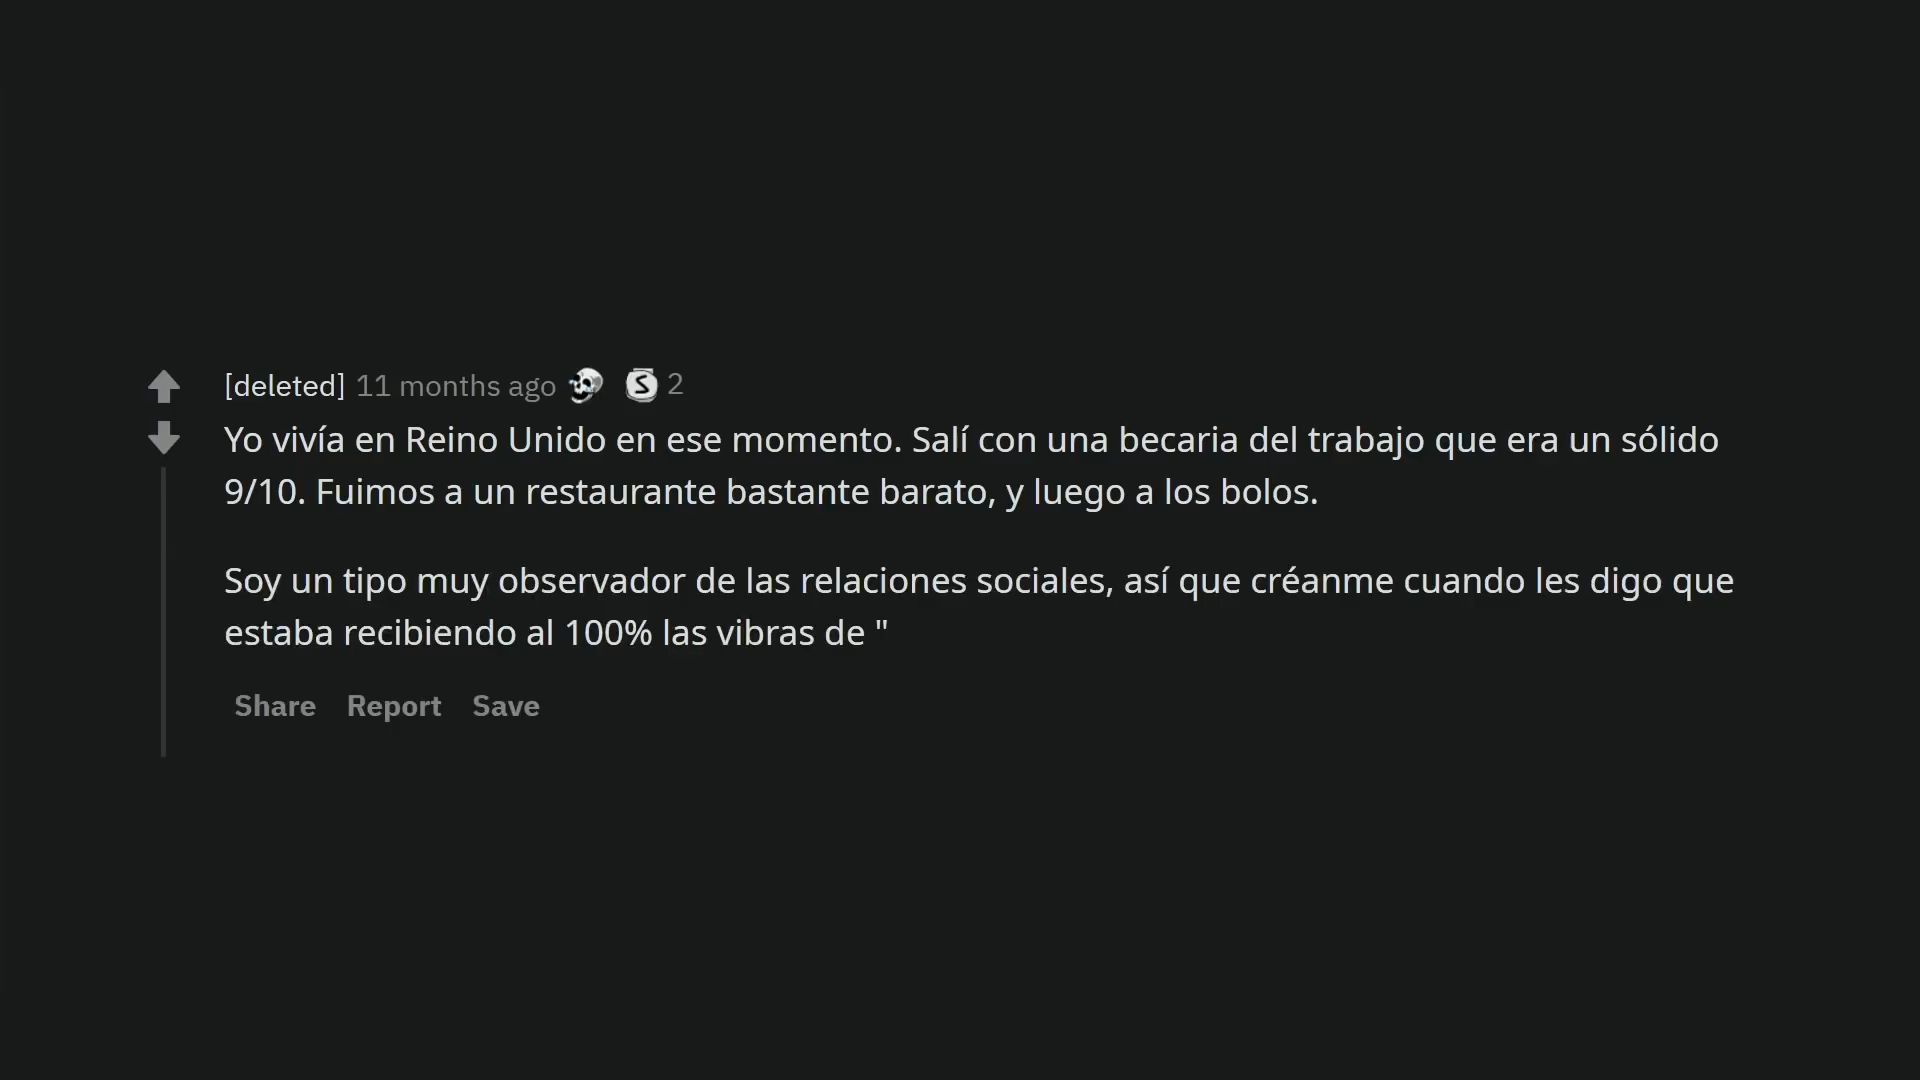 [deleted] 11 months ago S 2
Yo vivía en Reino Unido en ese momento. Salí con una becaria del trabajo que era un sólido
9/10. Fuimos a un restaurante bastante barato, y luego a los bolos.
Soy un tipo muy observador de las relaciones sociales, así que créanme cuando les digo que
estaba recibiendo al 100% las vibras de "
Share Report Save